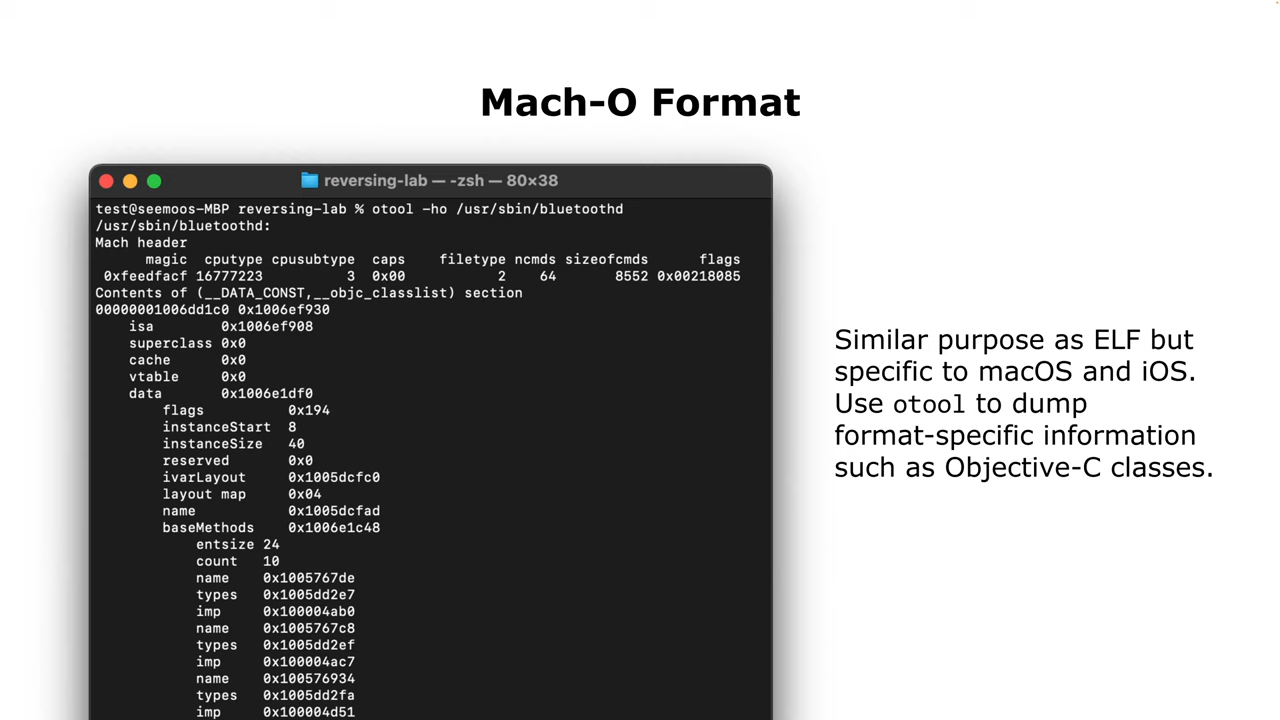 Mach-O Format
reversing-lab — -zsh — 80×38
test@seemoos-MBP reversing-lab % otool -ho /usr/sbin/bluetoothd
/usr/sbin/bluetoothd:
Mach header
magic cputype cpusubtype caps filetype ncmds sizeofcmds flags
0xfeedfacf 16777223 3 0x00 2 64 8552 0x00218085
Contents of (__DATA_CONST,__objc_classlist) section
00000001006dd1c0 0x1006ef930
isa 0x1006ef908
superclass 0x0
cache 0x0
vtable 0x0
data 0x1006e1df0
flags 0x194
instanceStart 8
instanceSize 40
reserved 0x0
ivarLayout 0x1005dcfc0
layout map 0x04
name 0x1005dcfad
baseMethods 0x1006e1c48
entsize 24
count 10
name 0x1005767de
types 0x1005dd2e7
imp 0x100004ab0
name 0x1005767c8
types 0x1005dd2ef
imp 0x100004ac7
name 0x100576934
types 0x1005dd2fa
imp 0x100004d51
Similar purpose as ELF but
specific to macOS and iOS.
Use otool to dump
format-specific information
such as Objective-C classes.